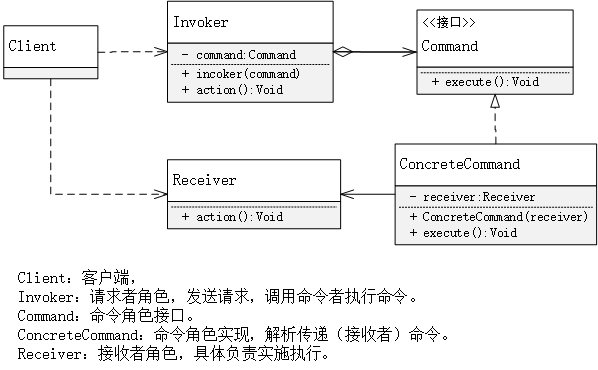 Client
Invoker
- command:Command
+ incoker(command)
+ action():Void
<<接口>>
Command
+ execute():Void
Receiver
+ action():Void
ConcreteCommand
- receiver:Receiver
+ ConcreteCommand(receiver)
+ execute():Void
Client：客户端，
Invoker：请求者角色，发送请求，调用命令者执行命令。
Command：命令角色接口。
ConcreteCommand：命令角色实现，解析传递（接收者）命令。
Receiver：接收者角色，具体负责实施执行。